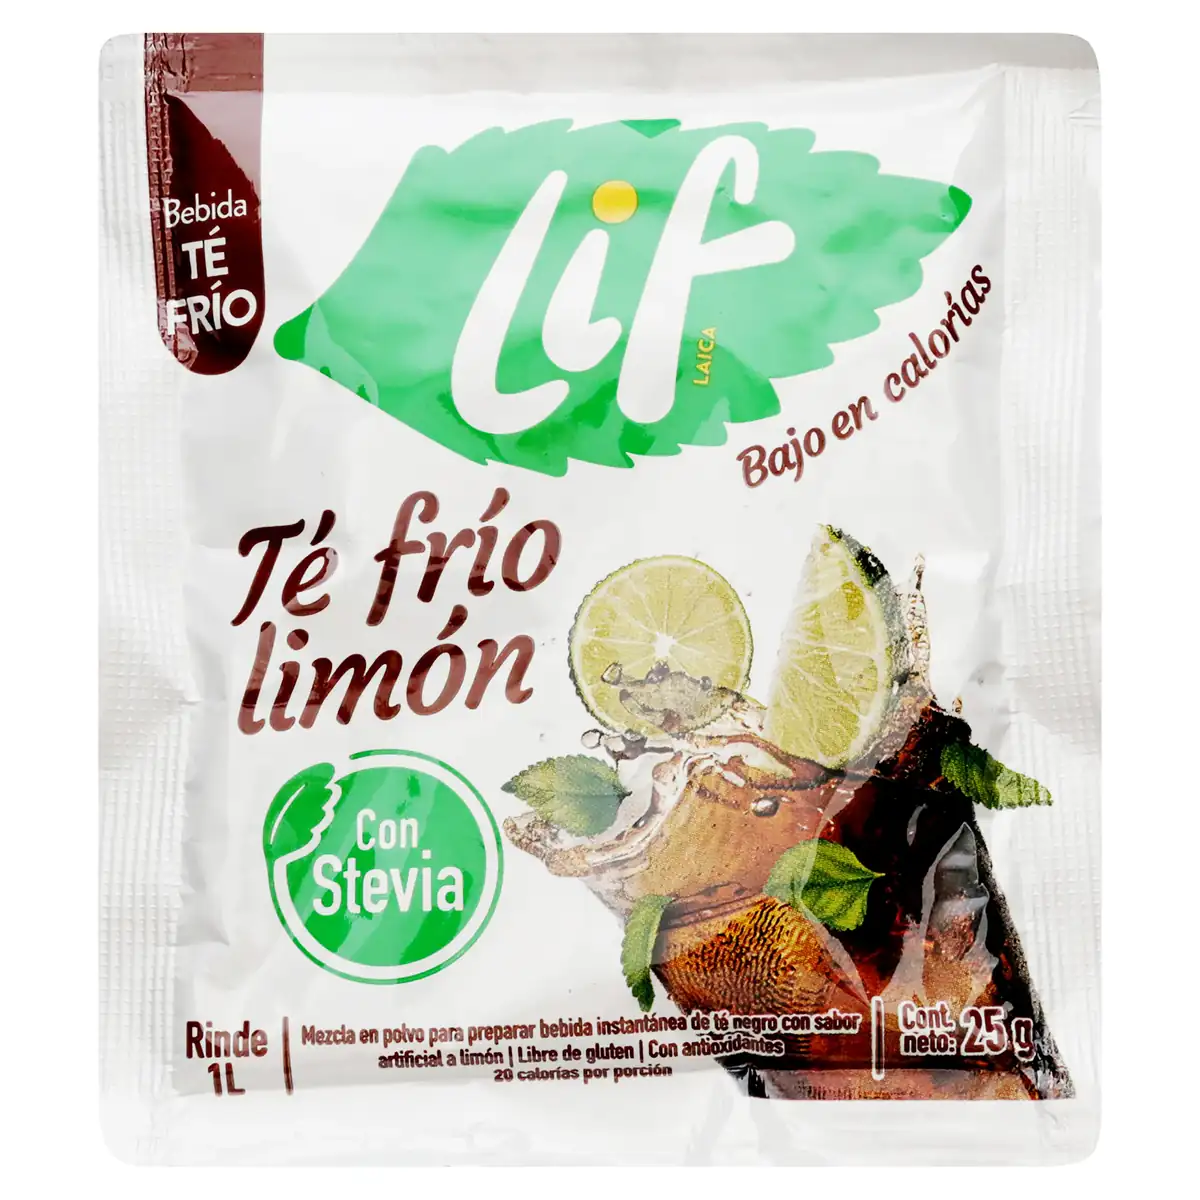 Bebida
TÉ
FRÍO
Lif
LAICA
Bajo en calorías
Té frío
limón
Con
Stevia
Rinde
1L
Mezcla en polvo para preparar bebida instantánea de té negro con sabor
artificial a limón | Libre de gluten | Con antioxidantes
20 calorías por porción
Cont.
neto: 25 g